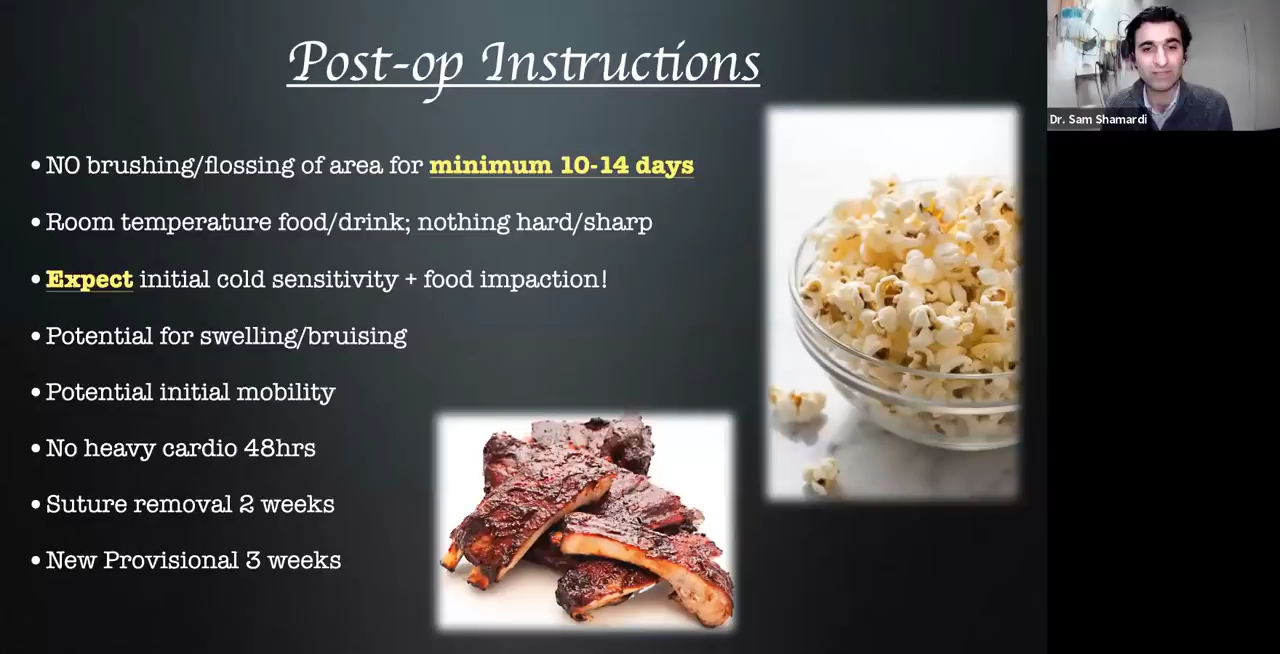 Post-op Instructions
• NO brushing/flossing of area for minimum 10-14 days
• Room temperature food/drink; nothing hard/sharp
• Expect initial cold sensitivity + food impaction!
• Potential for swelling/bruising
• Potential initial mobility
• No heavy cardio 48hrs
• Suture removal 2 weeks
• New Provisional 3 weeks
Dr. Sam Shamardi